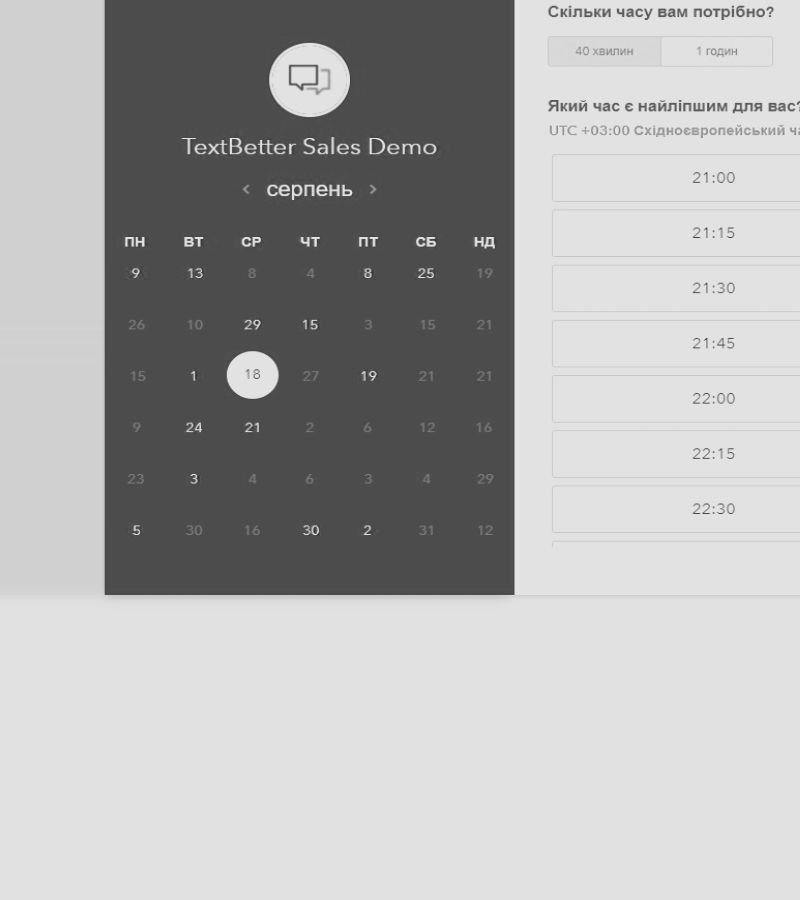 TextBetter Sales Demo
серпень
ПН ВТ СР ЧТ ПТ СБ НД
9 13 8 4 8 25 19
26 10 29 15 3 15 21
15 1 18 27 19 21 21
9 24 21 2 6 12 16
23 3 4 6 3 4 29
5 30 16 30 2 31 12
Скільки часу вам потрібно?
40 хвилин 1 годин
Який час є найліпшим для вас?
UTC +03:00 Східноєвропейський
21:00
21:15
21:30
21:45
22:00
22:15
22:30